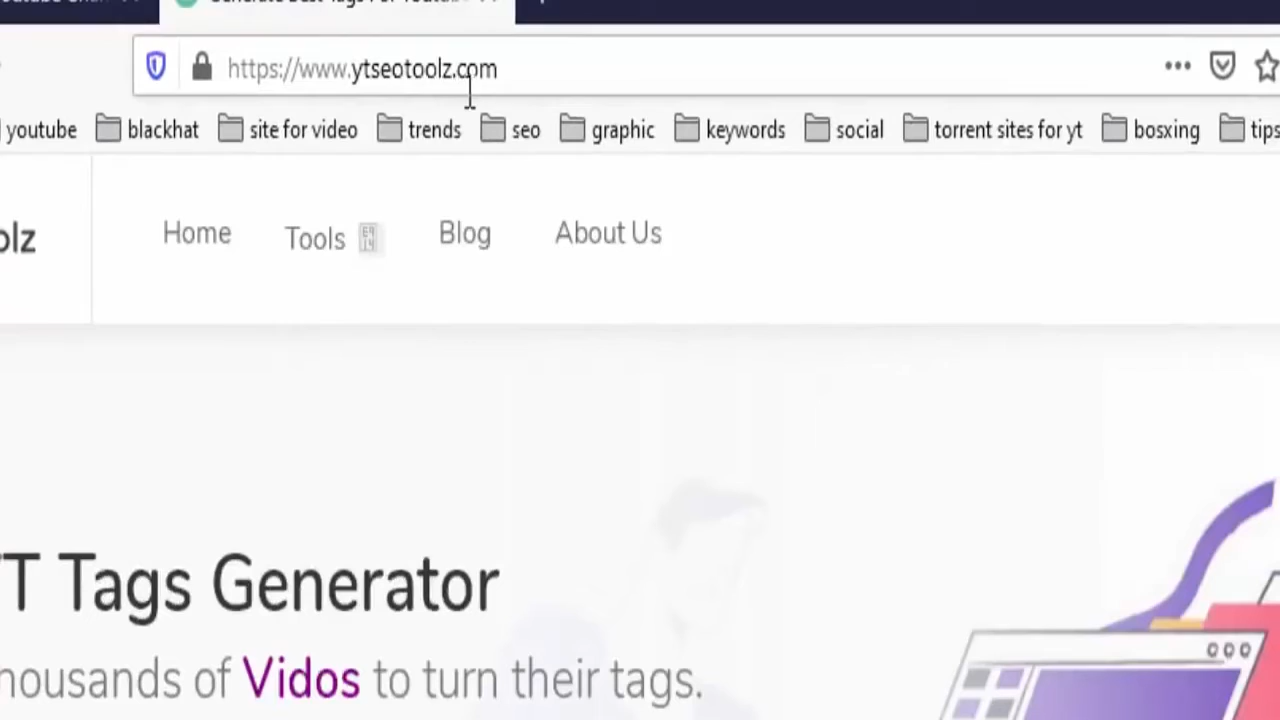 https://www.ytseotoolz.com
youtube blackhat site for video trends seo graphic keywords social torrent sites for yt bosxing tips
olz Home Tools Blog About Us
T Tags Generator
housands of Vidos to turn their tags.